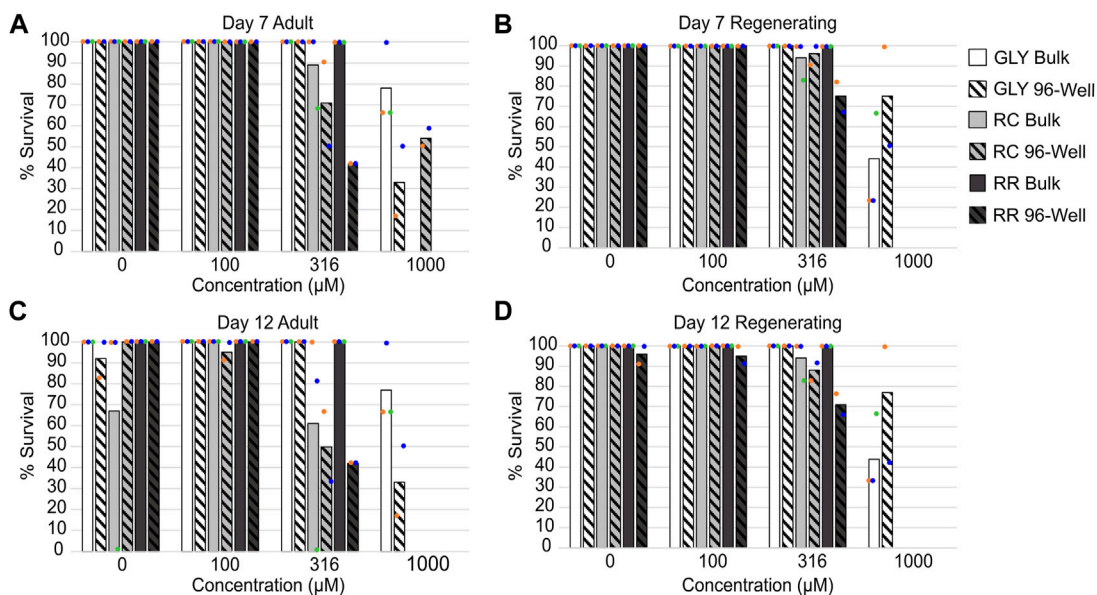 A
Day 7 Adult
100
90
80
70
60
50
40
30
20
10
0
% Survival
0 100 316 1000
Concentration (µM)
B
Day 7 Regenerating
100
90
80
70
60
50
40
30
20
10
0
% Survival
0 100 316 1000
Concentration (µM)
GLY Bulk
GLY 96-Well
RC Bulk
RC 96-Well
RR Bulk
RR 96-Well
C
Day 12 Adult
100
90
80
70
60
50
40
30
20
10
0
% Survival
0 100 316 1000
Concentration (µM)
D
Day 12 Regenerating
100
90
80
70
60
50
40
30
20
10
0
% Survival
0 100 316 1000
Concentration (µM)